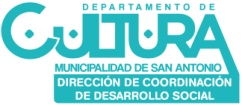 DEPARTAMENTO DE
CULTURA
MUNICIPALIDAD DE SAN ANTONIO
DIRECCIÓN DE COORDINACIÓN
DE DESARROLLO SOCIAL